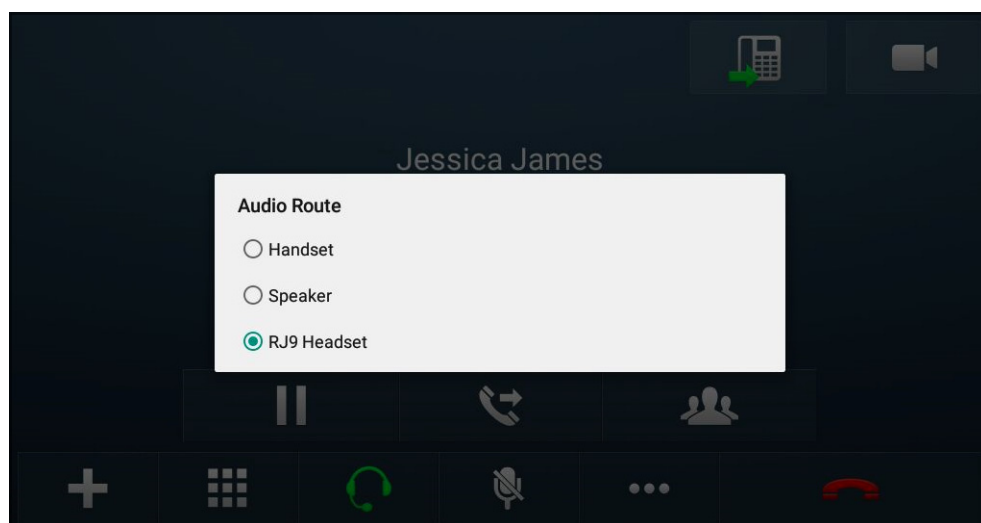 Jessica James
Audio Route
Handset
Speaker
RJ9 Headset